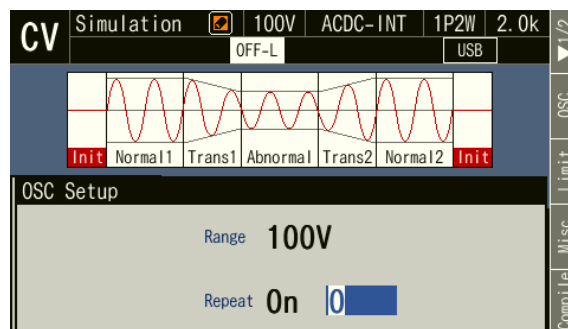 CV Simulation 100V ACDC-INT 1P2W 2.0k
OFF-L USB
▼1/2
OSC
Limit
Misc
Compile
Init Normal1 Trans1 Abnormal Trans2 Normal2 Init
OSC Setup
Range 100V
Repeat On 0